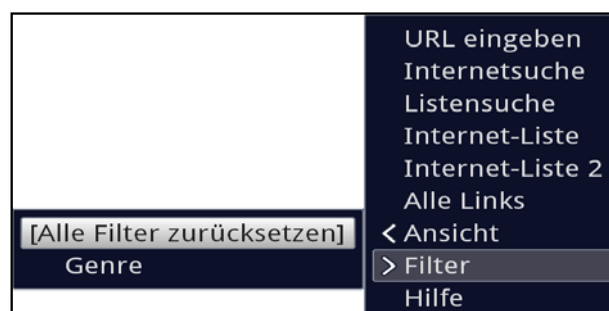 URL eingeben
Internetsuche
Listensuche
Internet-Liste
Internet-Liste 2
Alle Links
< Ansicht
> Filter
Hilfe
[Alle Filter zurücksetzen]
Genre